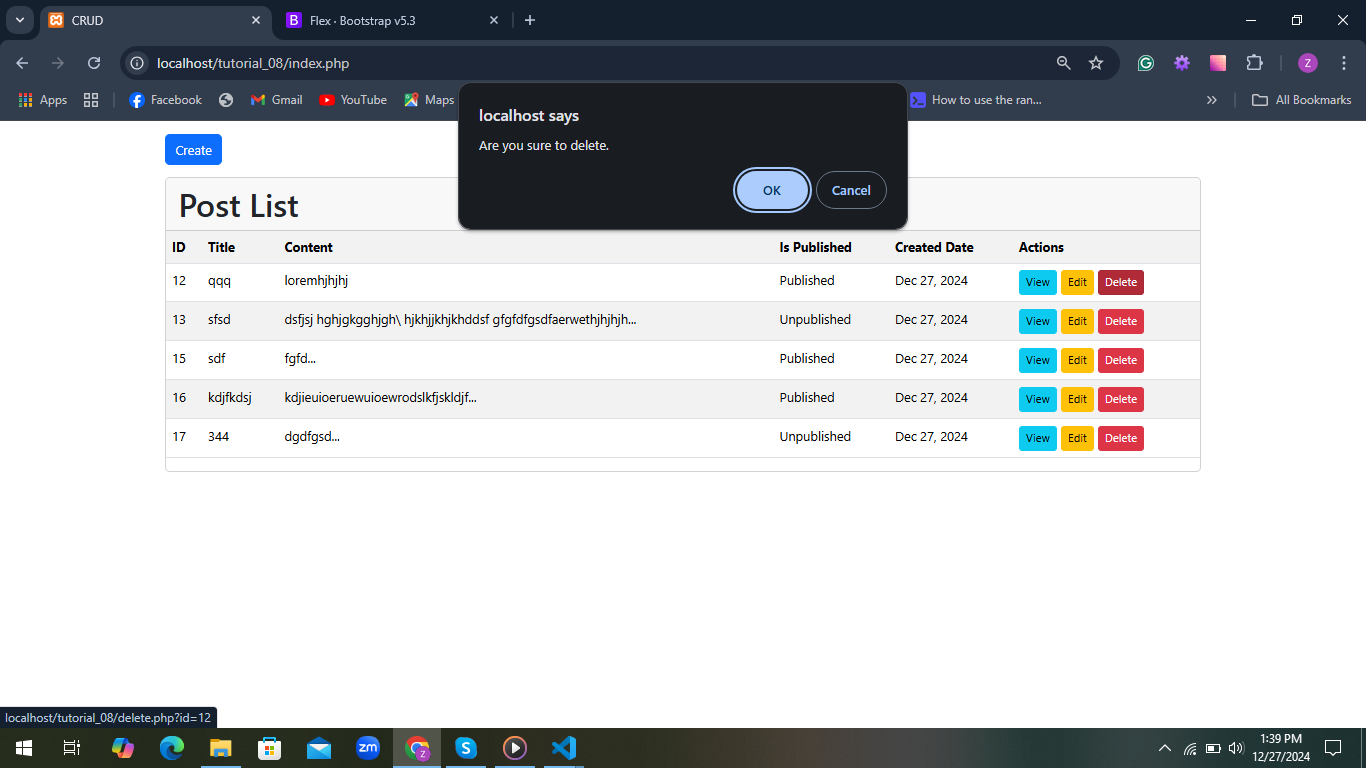 CRUD
B Flex · Bootstrap v5.3
localhost/tutorial_08/index.php
Z
Apps Facebook Gmail YouTube Maps How to use the ran... All Bookmarks
localhost says
Are you sure to delete.
OK Cancel
Create
Post List
ID Title Content Is Published Created Date Actions
12 qqq loremhjhjhj Published Dec 27, 2024 View Edit Delete
13 sfsd dsfjsj hghjgkgghjgh\ hjkhjjkhjkhddsf gfgfdfgsdfaerwethjhjhjh... Unpublished Dec 27, 2024 View Edit Delete
15 sdf fgfd... Published Dec 27, 2024 View Edit Delete
16 kdjfkdsj kdjieuioeruewuioewrodslkfjskldjf... Published Dec 27, 2024 View Edit Delete
17 344 dgdfgsd... Unpublished Dec 27, 2024 View Edit Delete
localhost/tutorial_08/delete.php?id=12
zm Z S
1:39 PM
12/27/2024